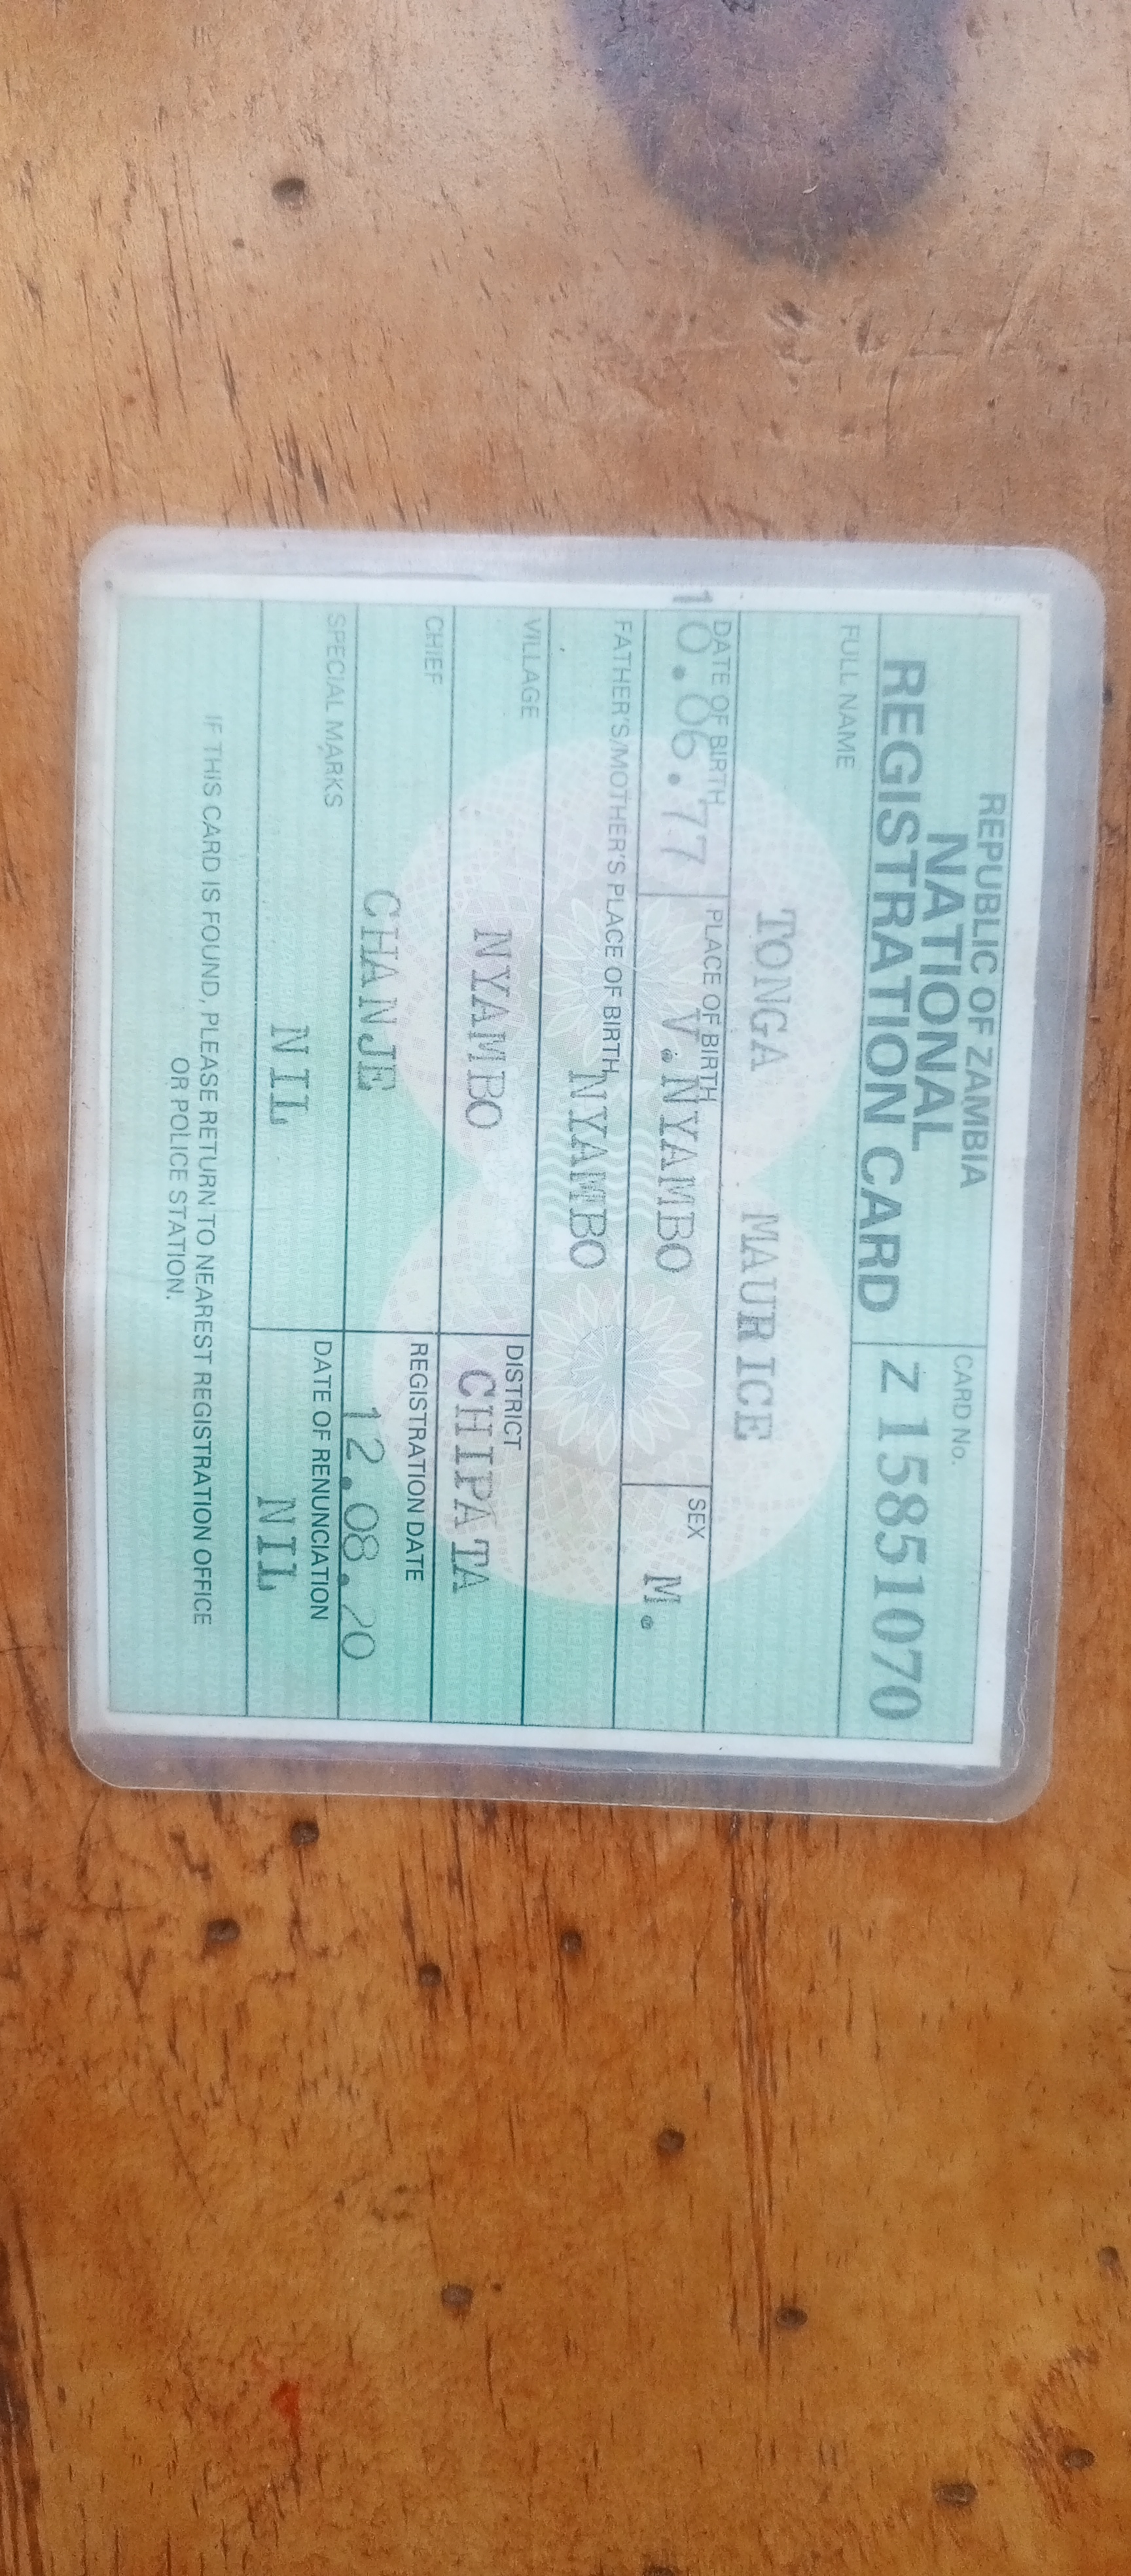 REPUBLIC OF ZAMBIA
NATIONAL
REGISTRATION CARD
CARD No.
Z 15851070
FULL NAME
TONGA MAURICE
DATE OF BIRTH
10.06.77
PLACE OF BIRTH
V. NYAMBO
SEX
M.
FATHER'S/MOTHER'S PLACE OF BIRTH
NYAMBO
VILLAGE
NYAMBO
DISTRICT
CHIPATA
CHIEF
CHANJE
REGISTRATION DATE
12.08.20
SPECIAL MARKS
NIL
DATE OF RENUNCIATION
NIL
IF THIS CARD IS FOUND, PLEASE RETURN TO NEAREST REGISTRATION OFFICE
OR POLICE STATION.